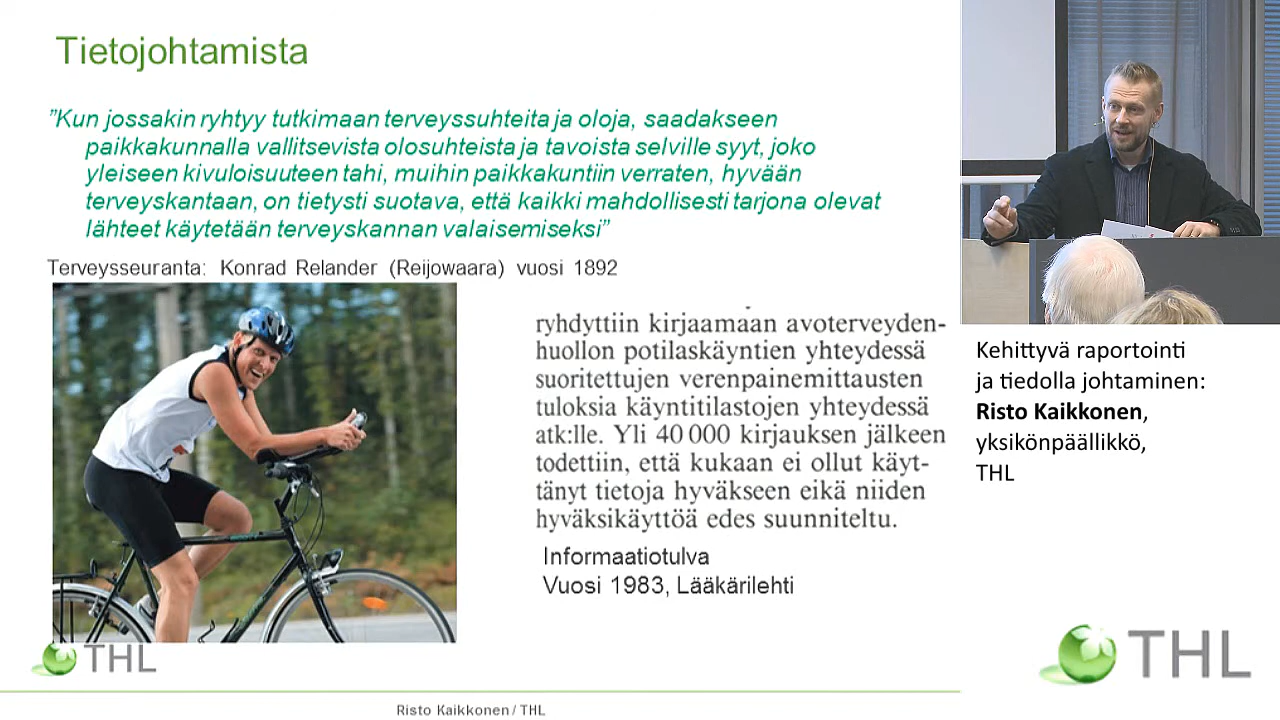 Tietojohtamista
”Kun jossakin ryhtyy tutkimaan terveyssuhteita ja oloja, saadakseen
paikkakunnalla vallitsevista olosuhteista ja tavoista selville syyt, joko
yleiseen kivuloisuuteen tahi, muihin paikkakuntiin verraten, hyvään
terveyskantaan, on tietysti suotava, että kaikki mahdollisesti tarjona olevat
lähteet käytetään terveyskannan valaisemiseksi”
Terveysseuranta: Konrad Relander (Reijowaara) vuosi 1892
ryhdyttiin kirjaamaan avoterveyden-
huollon potilaskäyntien yhteydessä
suoritettujen verenpainemittausten
tuloksia käyntitilastojen yhteydessä
atk:lle. Yli 40 000 kirjauksen jälkeen
todettiin, että kukaan ei ollut käyt-
tänyt tietoja hyväkseen eikä niiden
hyväksikäyttöä edes suunniteltu.
Informaatiotulva
Vuosi 1983, Lääkärilehti
THL
Risto Kaikkonen / THL
Kehittyvä raportointi
ja tiedolla johtaminen:
Risto Kaikkonen,
yksikönpäällikkö,
THL
THL